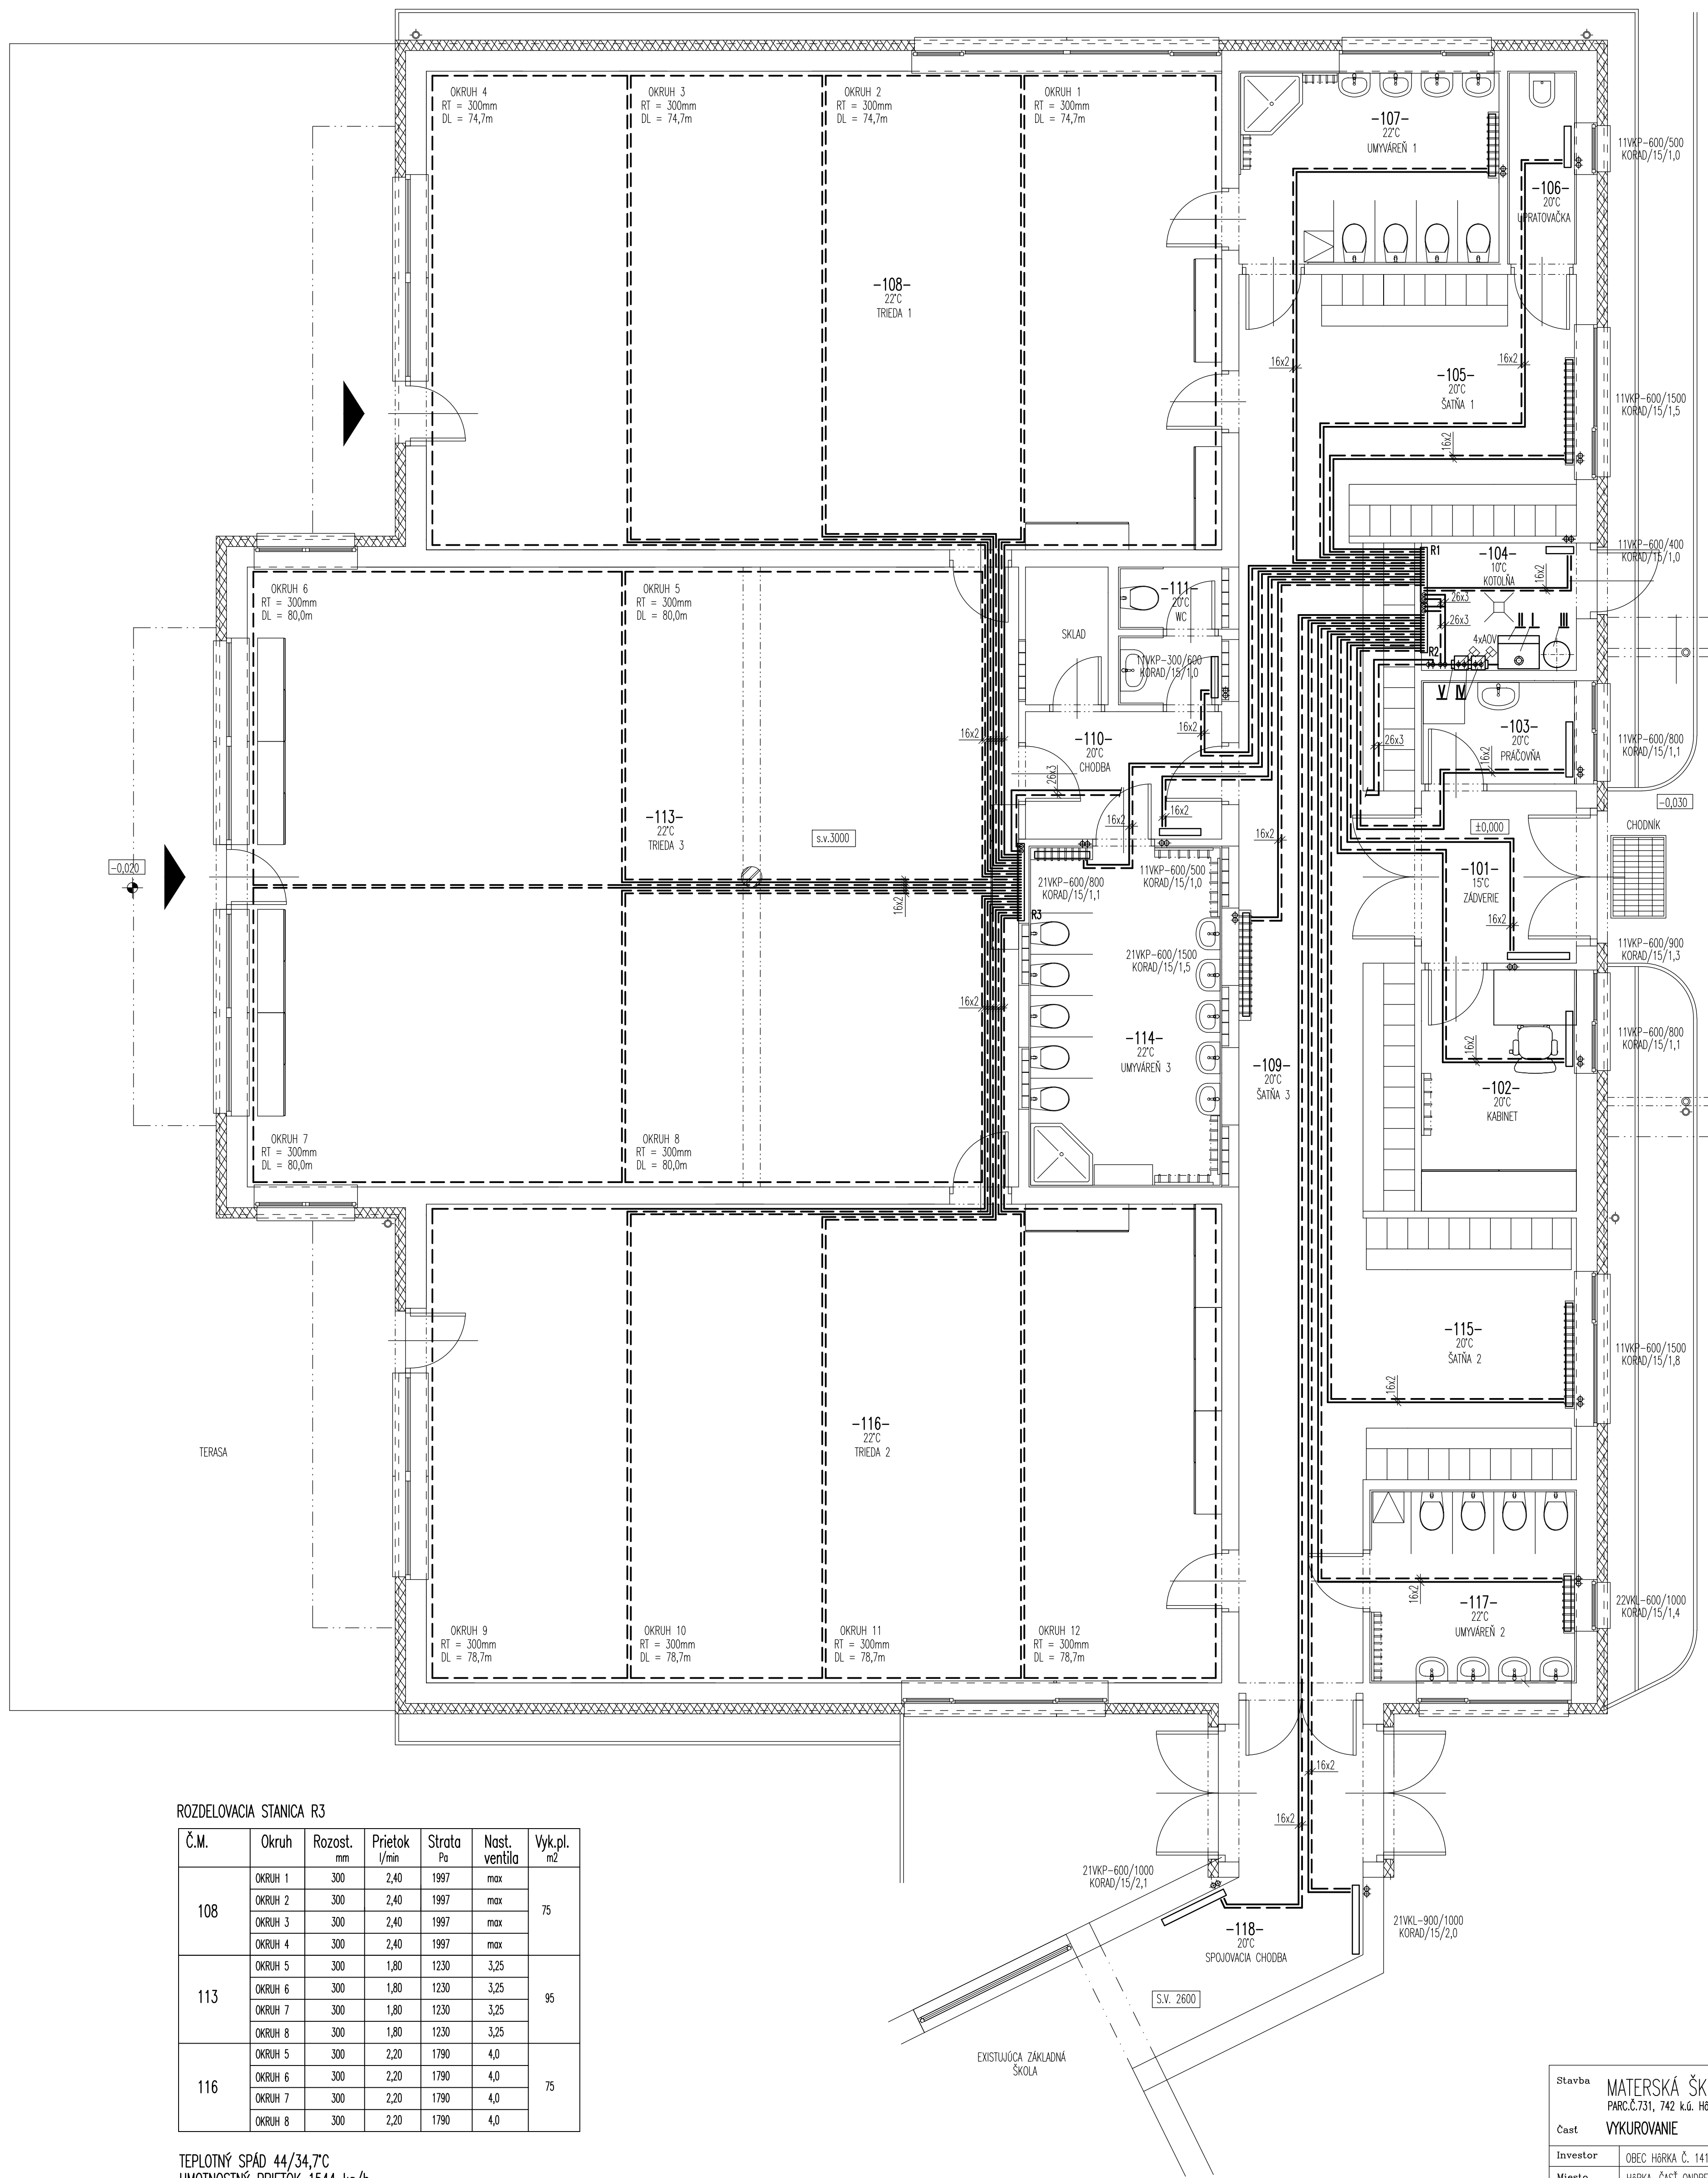 OKRUH 4
RT = 300mm
DL = 74,7m
OKRUH 3
RT = 300mm
DL = 74,7m
OKRUH 2
RT = 300mm
DL = 74,7m
OKRUH 1
RT = 300mm
DL = 74,7m
-107-
22°C
UMYVÁREŇ 1
11VKP-600/500
KORAD/15/1,0
-106-
20°C
UPRATOVAČKA
-108-
22°C
TRIEDA 1
16x2
16x2
-105-
20°C
ŠATŇA 1
11VKP-600/1500
KORAD/15/1,5
16x2
R1
-104-
10°C
KOTOLŇA
11VKP-600/400
KORAD/15/1,0
16x2
OKRUH 6
RT = 300mm
DL = 80,0m
OKRUH 5
RT = 300mm
DL = 80,0m
-111-
20°C
WC
26x3
26x3
SKLAD
II
I
III
4xAOV
R2
11VKP-300/600
KORAD/15/1,0
V
IV
16x2
16x2
-110-
20°C
CHODBA
26x3
26x3
-103-
20°C
PRÁČOVŇA
16x2
11VKP-600/800
KORAD/15/1,1
-0,030
-113-
22°C
TRIEDA 3
s.v.3000
16x2
16x2
16x2
±0,000
CHODNÍK
-0,020
21VKP-600/800
KORAD/15/1,1
11VKP-600/500
KORAD/15/1,0
-101-
15°C
ZÁDVERIE
16x2
R3
16x2
21VKP-600/1500
KORAD/15/1,5
11VKP-600/900
KORAD/15/1,3
16x2
-114-
22°C
UMYVÁREŇ 3
-109-
20°C
ŠATŇA 3
16x2
11VKP-600/800
KORAD/15/1,1
-102-
20°C
KABINET
OKRUH 7
RT = 300mm
DL = 80,0m
OKRUH 8
RT = 300mm
DL = 80,0m
-115-
20°C
ŠATŇA 2
11VKP-600/1500
KORAD/15/1,8
16x2
TERASA
-116-
22°C
TRIEDA 2
16x2
-117-
22°C
UMYVÁREŇ 2
22VKL-600/1000
KORAD/15/1,4
OKRUH 9
RT = 300mm
DL = 78,7m
OKRUH 10
RT = 300mm
DL = 78,7m
OKRUH 11
RT = 300mm
DL = 78,7m
OKRUH 12
RT = 300mm
DL = 78,7m
16x2
16x2
21VKP-600/1000
KORAD/15/2,1
21VKL-900/1000
KORAD/15/2,0
-118-
20°C
SPOJOVACIA CHODBA
S.V. 2600
EXISTUJÚCA ZÁKLADNÁ
ŠKOLA
ROZDELOVACIA STANICA R3
Č.M. Okruh Rozost. mm Prietok l/min Strata Pa Nast. ventila Vyk.pl. m2
108 75
OKRUH 1 300 2,40 1997 max
OKRUH 2 300 2,40 1997 max
OKRUH 3 300 2,40 1997 max
OKRUH 4 300 2,40 1997 max
113 95
OKRUH 5 300 1,80 1230 3,25
OKRUH 6 300 1,80 1230 3,25
OKRUH 7 300 1,80 1230 3,25
OKRUH 8 300 1,80 1230 3,25
116 75
OKRUH 5 300 2,20 1790 4,0
OKRUH 6 300 2,20 1790 4,0
OKRUH 7 300 2,20 1790 4,0
OKRUH 8 300 2,20 1790 4,0
TEPLOTNÝ SPÁD 44/34,7°C
HMOTNOSTNÝ PRIETOK 1544 kg/h
Stavba MATERSKÁ ŠK
PARC.Č.731, 742 k.ú. Hô
Časť VYKUROVANIE
Investor OBEC HôRKA Č. 141
Miesto HôRKA, ČASŤ ONDRE